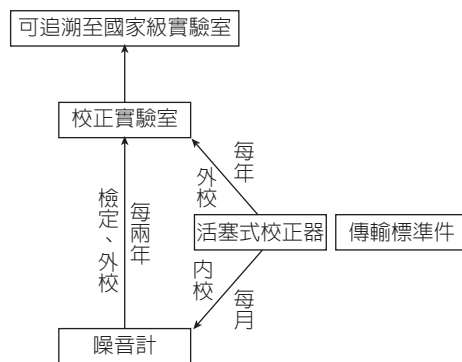 可追溯至國家級實驗室
校正實驗室
每年
外校
檢定、外校
每兩年
活塞式校正器
傳輸標準件
內校
每月
噪音計